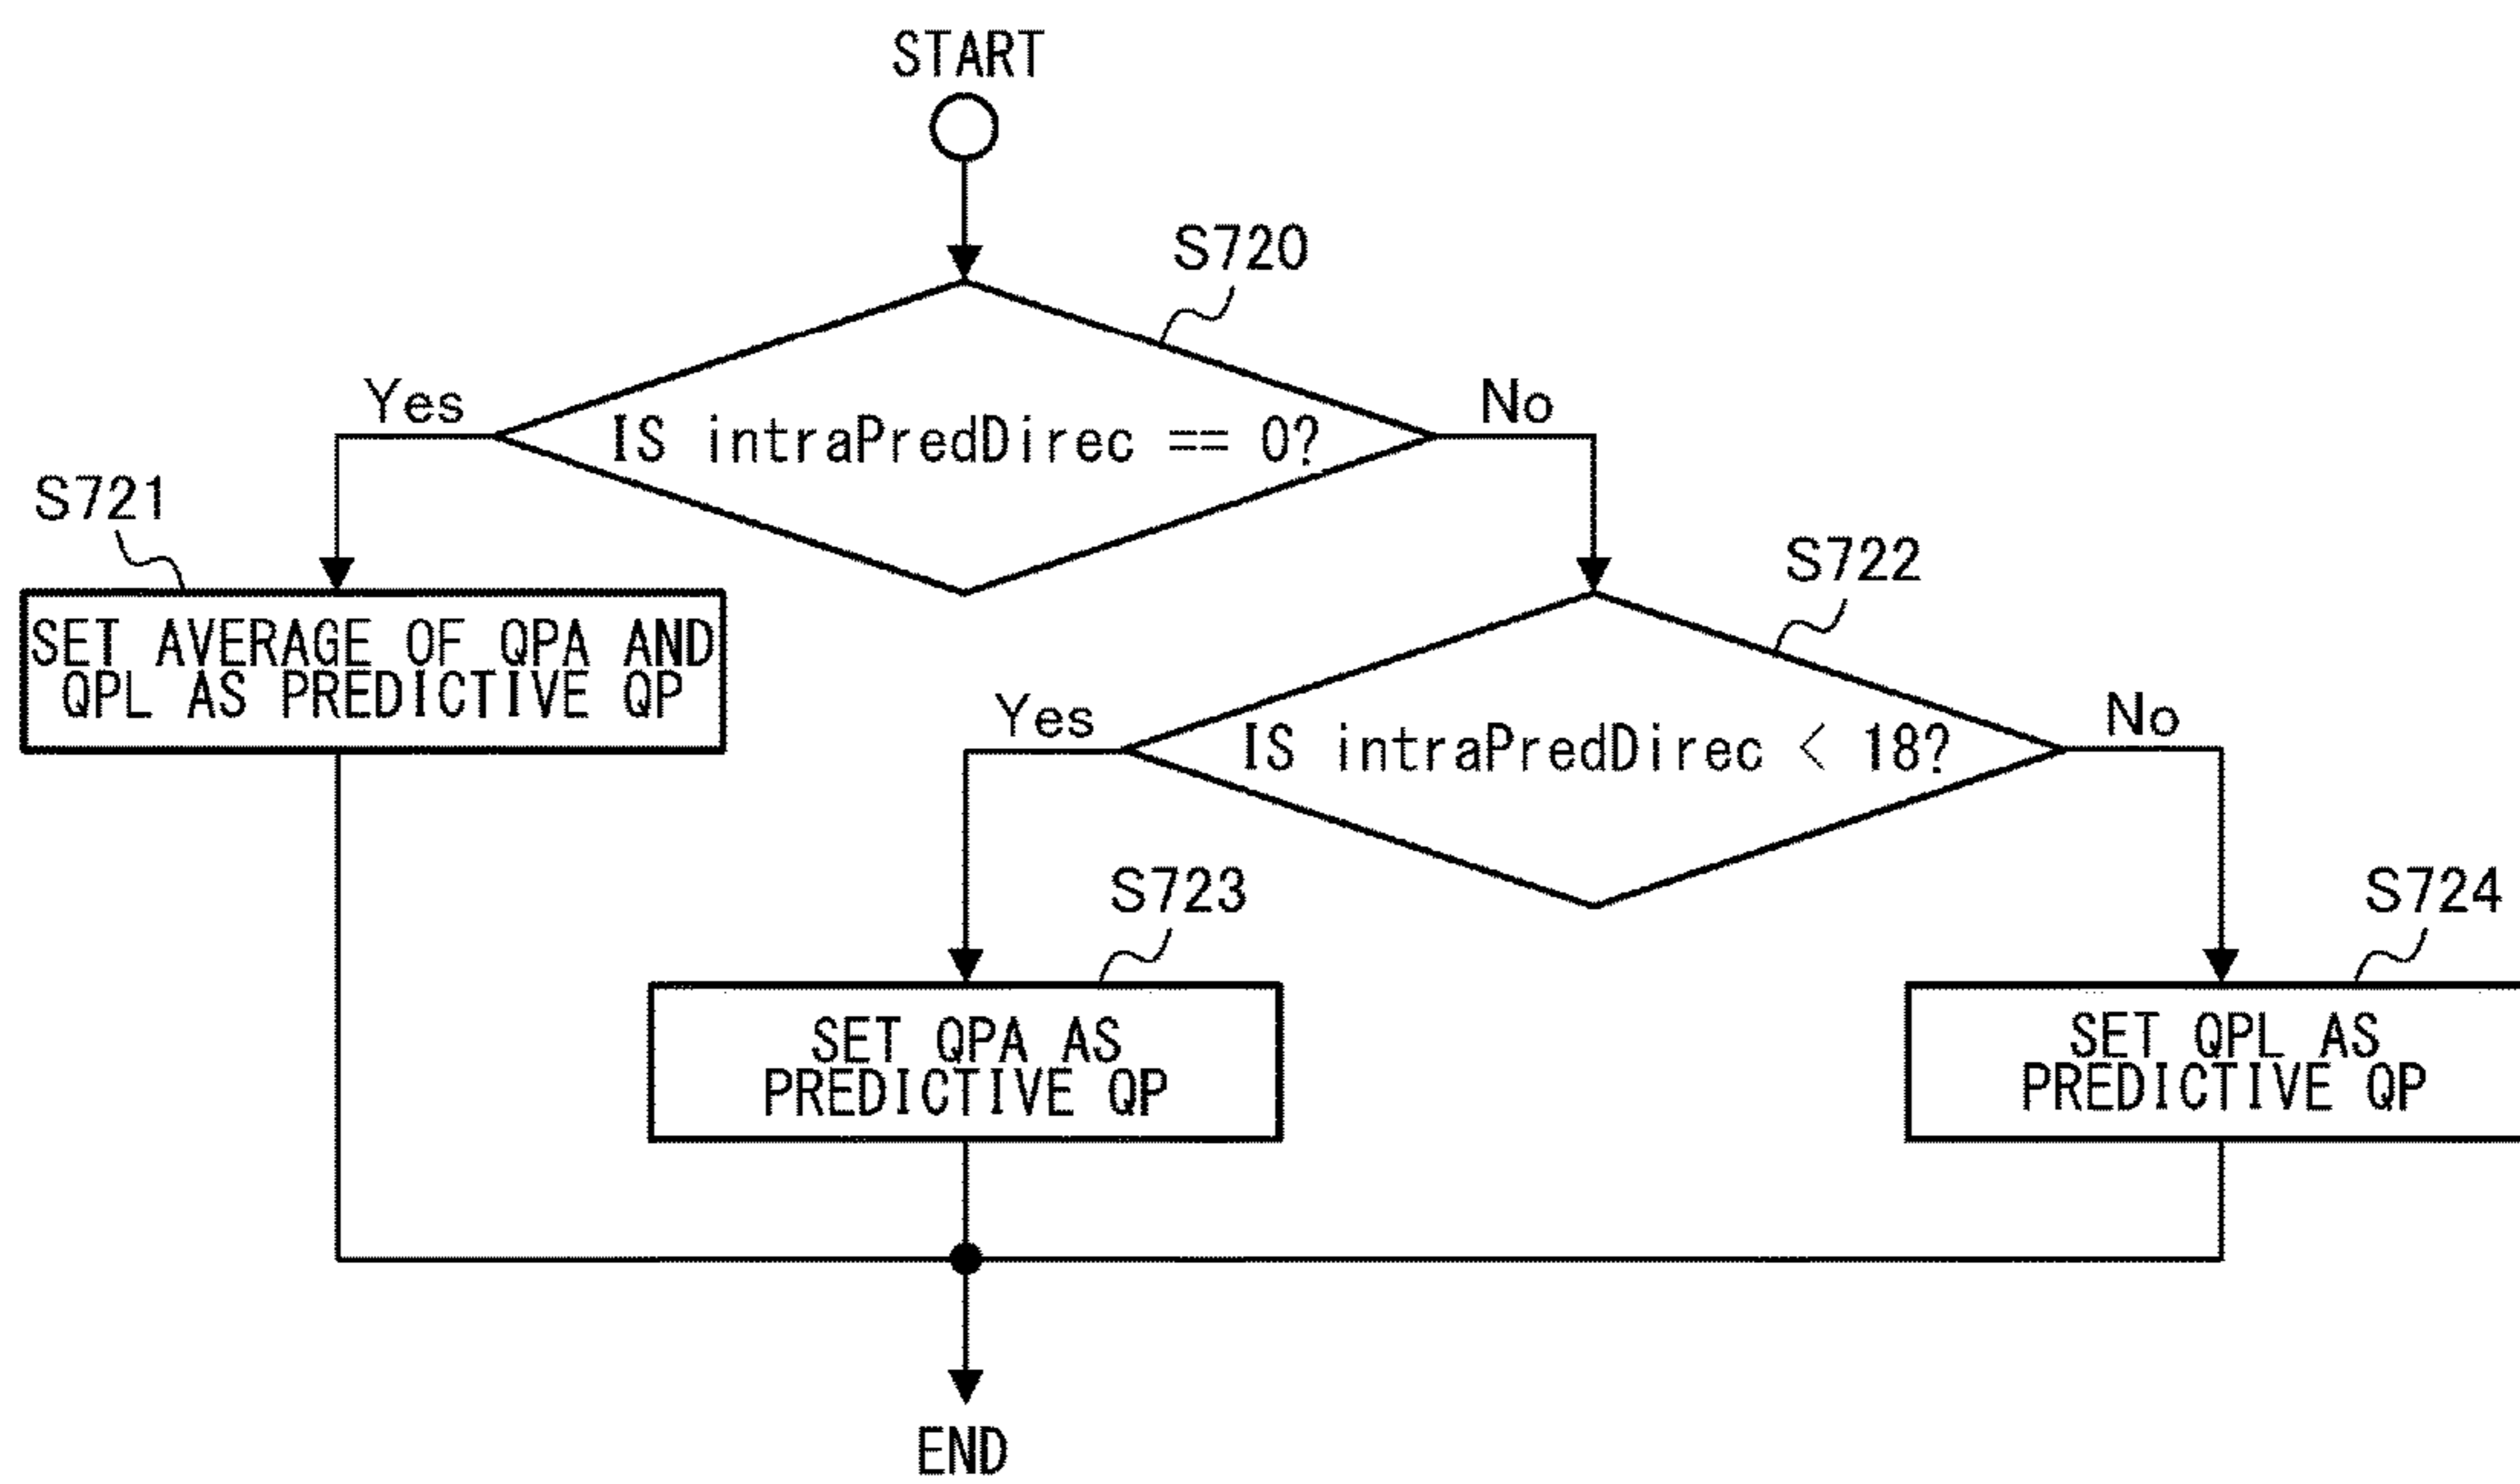 START
S720
Yes
IS intraPredDirec == 0?
No
S721
SET AVERAGE OF QPA AND
QPL AS PREDICTIVE QP
S722
Yes
IS intraPredDirec < 18?
No
S723
SET QPA AS
PREDICTIVE QP
S724
SET QPL AS
PREDICTIVE QP
END